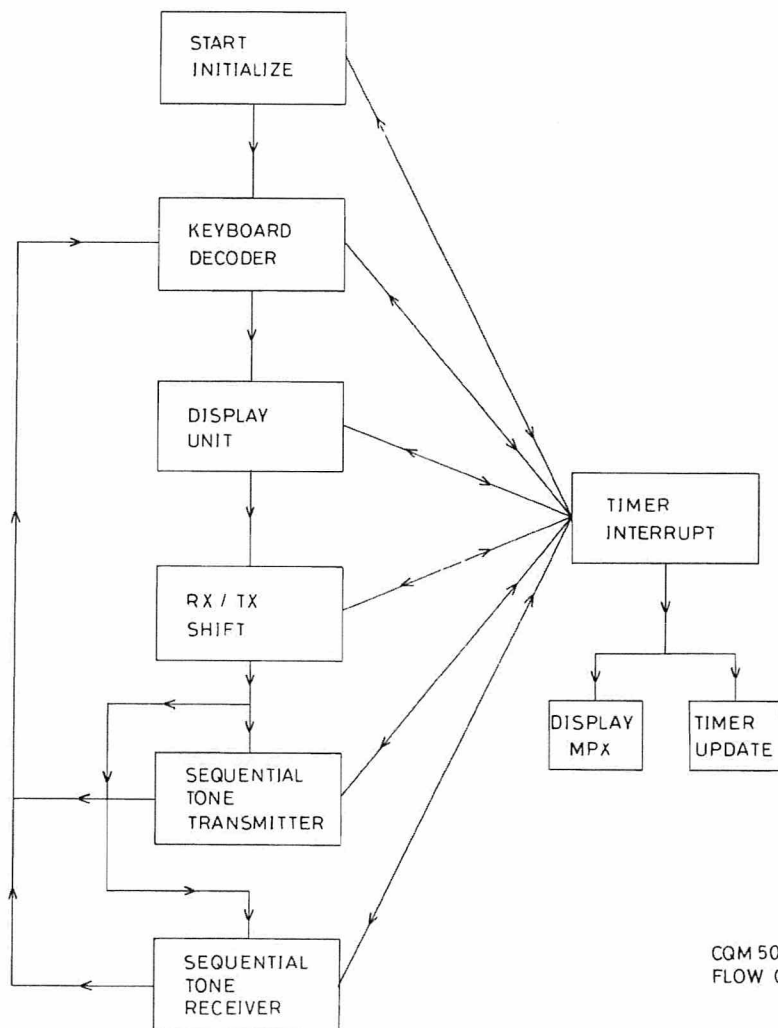 START
INITIALIZE
KEYBOARD
DECODER
DISPLAY
UNIT
TIMER
INTERRUPT
RX / TX
SHIFT
DISPLAY
MPX
TIMER
UPDATE
SEQUENTIAL
TONE
TRANSMITTER
SEQUENTIAL
TONE
RECEIVER
CQM 50
FLOW